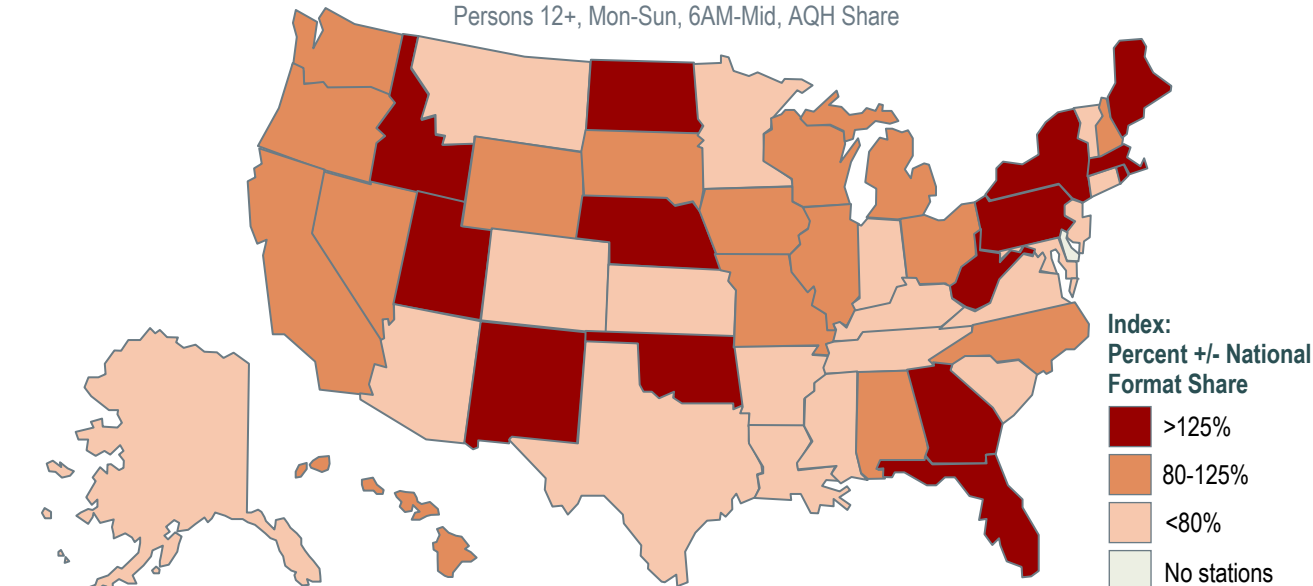 Persons 12+, Mon-Sun, 6AM-Mid, AQH Share
Index:
Percent +/- National
Format Share
>125%
80-125%
<80%
No stations